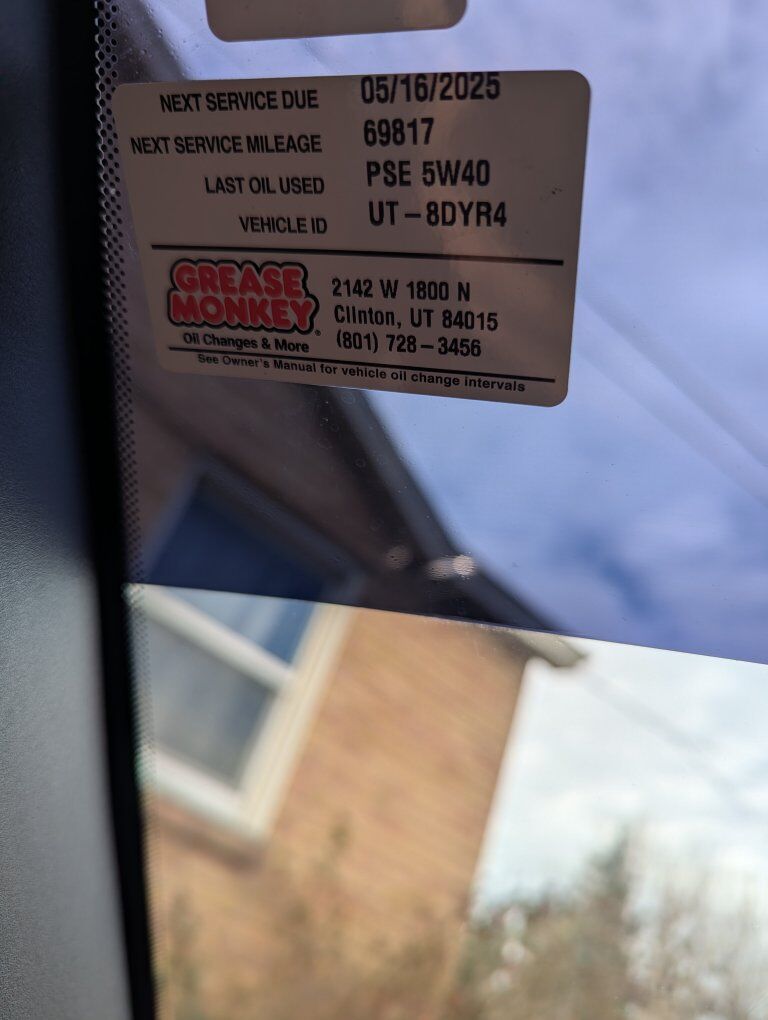 NEXT SERVICE DUE 05/16/2025
NEXT SERVICE MILEAGE 69817
LAST OIL USED PSE 5W40
VEHICLE ID UT-8DYR4
GREASE
MONKEY®
Oil Changes & More
2142 W 1800 N
Clinton, UT 84015
(801) 728-3456
See Owner's Manual for vehicle oil change intervals